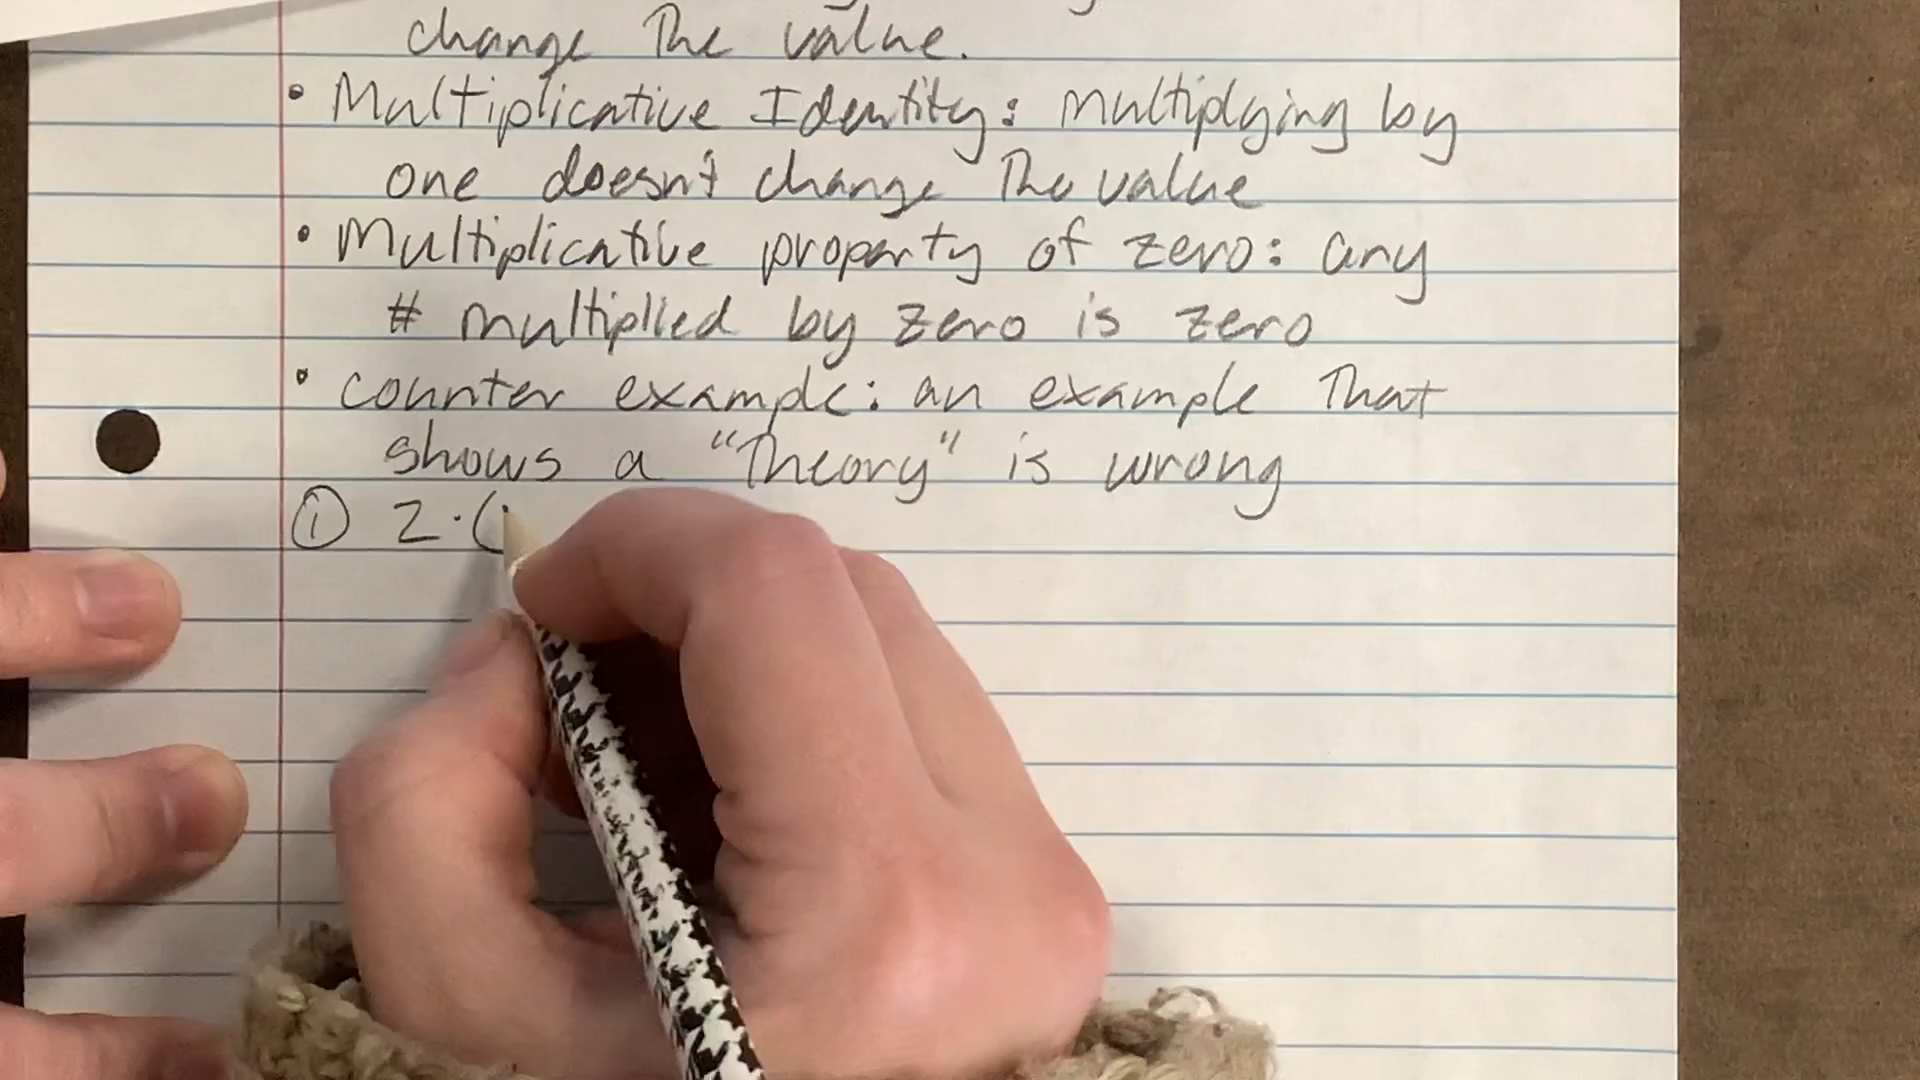 change The value.
• Multiplicative Identity: multiplying by
one doesn't change The value
• Multiplicative property of zero: any
# multiplied by zero is zero
• counter example: an example That
shows a "Theory" is wrong
① 2·(